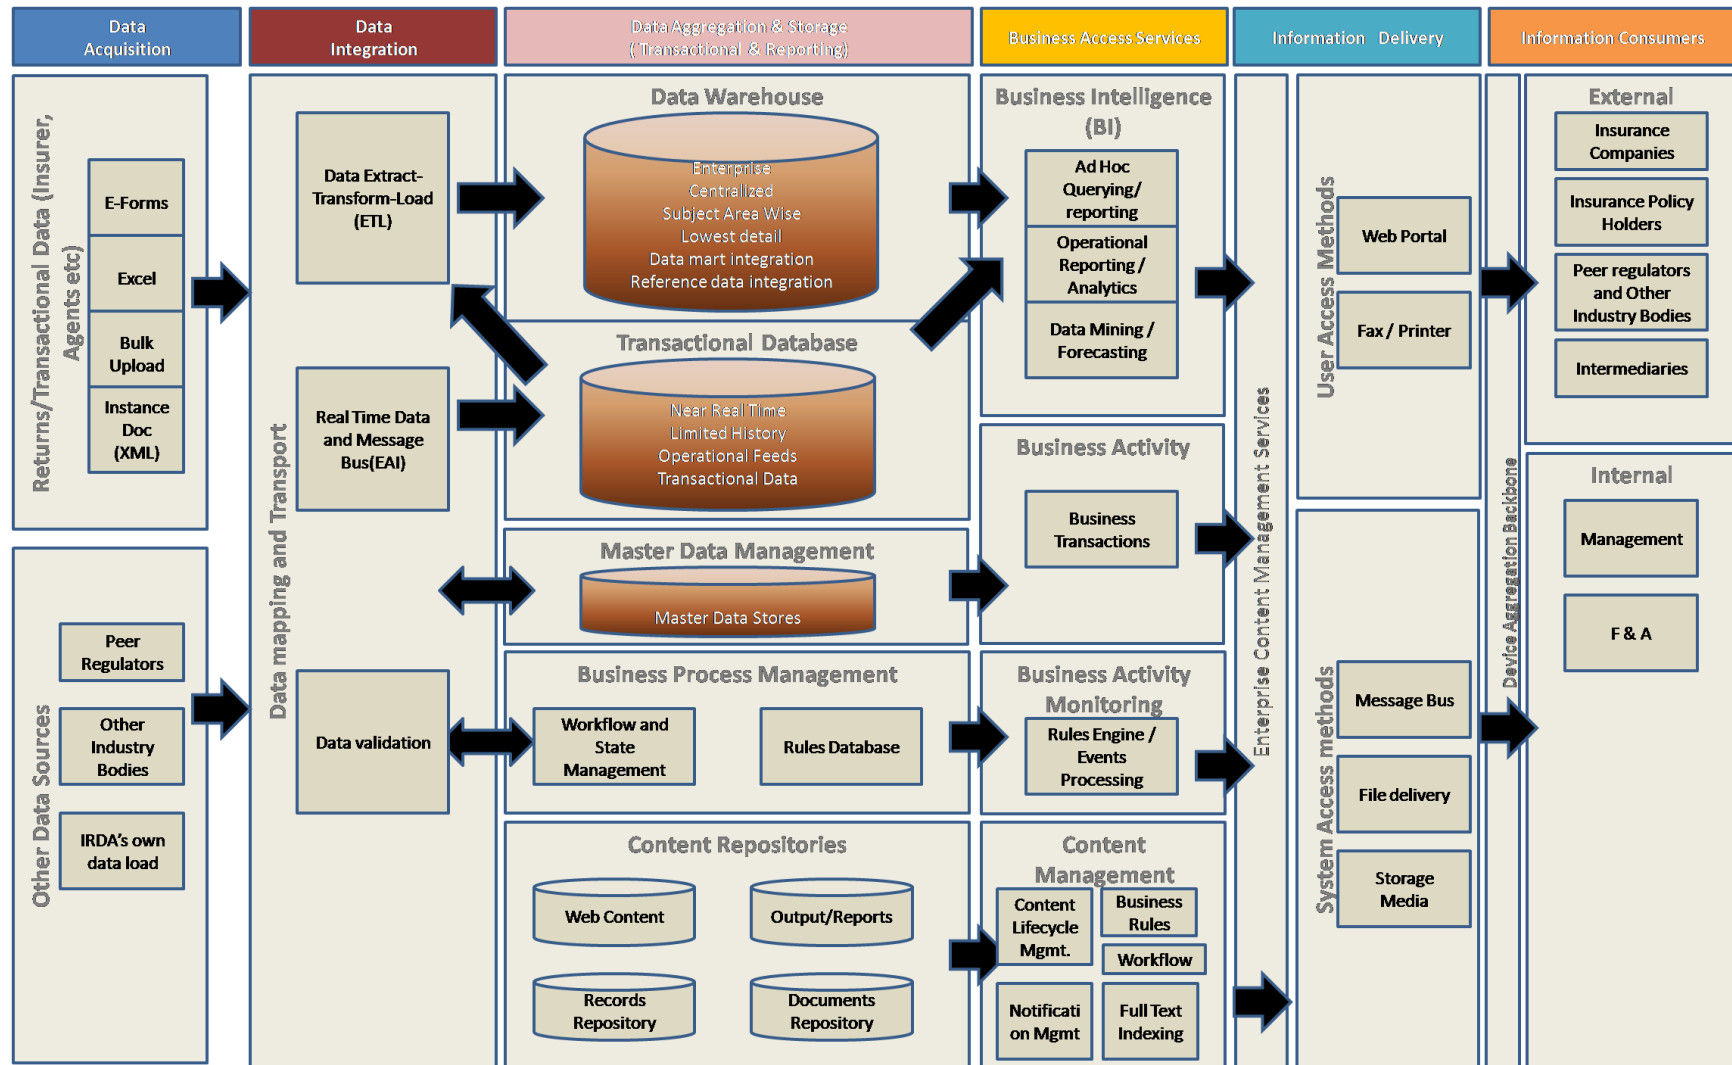 Data
Acquisition
Data
Integration
Data Aggregation & Storage
( Transactional & Reporting)
Business Access Services
Information Delivery
Information Consumers
Returns/Transactional Data (Insurer,
Agents etc)
E-Forms
Excel
Bulk
Upload
Instance
Doc
(XML)
Other Data Sources
Peer
Regulators
Other
Industry
Bodies
IRDA's own
data load
Data mapping and Transport
Data Extract-
Transform-Load
(ETL)
Real Time Data
and Message
Bus(EAI)
Data validation
Data Warehouse
Enterprise
Centralized
Subject Area Wise
Lowest detail
Data mart integration
Reference data integration
Transactional Database
Near Real Time
Limited History
Operational Feeds
Transactional Data
Master Data Management
Master Data Stores
Business Process Management
Workflow and
State
Management
Rules Database
Content Repositories
Web Content
Output/Reports
Records
Repository
Documents
Repository
Business Intelligence
(BI)
Ad Hoc
Querying/
reporting
Operational
Reporting /
Analytics
Data Mining /
Forecasting
Business Activity
Business
Transactions
Business Activity
Monitoring
Rules Engine /
Events
Processing
Content
Management
Content
Lifecycle
Mgmt.
Business
Rules
Workflow
Notificati
on Mgmt
Full Text
Indexing
Enterprise Content Management Services
User Access Methods
Web Portal
Fax / Printer
System Access methods
Message Bus
File delivery
Storage
Media
Device Aggregation Backbone
External
Insurance
Companies
Insurance Policy
Holders
Peer regulators
and Other
Industry Bodies
Intermediaries
Internal
Management
F & A